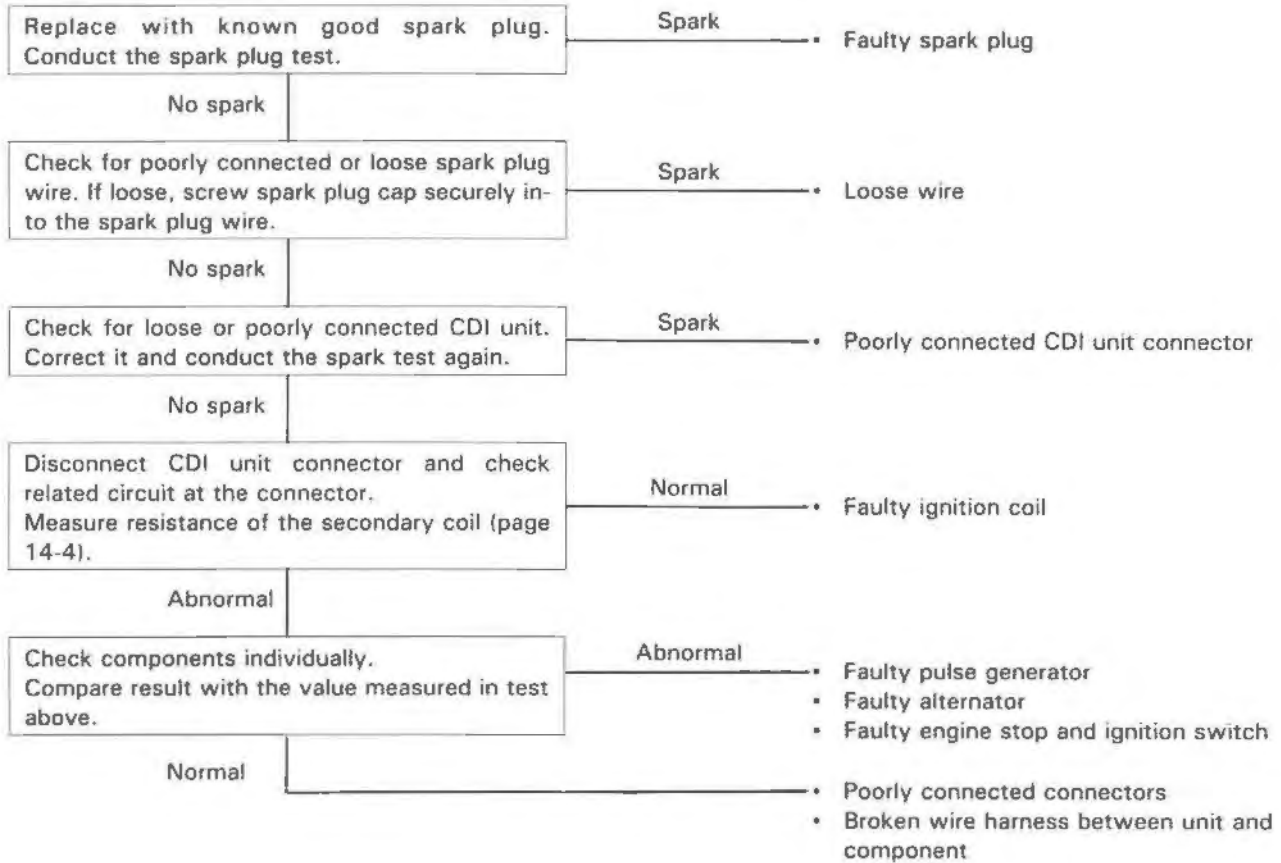 Replace with known good spark plug.
Conduct the spark plug test.
Spark
• Faulty spark plug
No spark
Check for poorly connected or loose spark plug
wire. If loose, screw spark plug cap securely in-
to the spark plug wire.
Spark
• Loose wire
No spark
Check for loose or poorly connected CDI unit.
Correct it and conduct the spark test again.
Spark
• Poorly connected CDI unit connector
No spark
Disconnect CDI unit connector and check
related circuit at the connector.
Measure resistance of the secondary coil (page
14-4).
Normal
• Faulty ignition coil
Abnormal
Check components individually.
Compare result with the value measured in test
above.
Abnormal
• Faulty pulse generator
• Faulty alternator
• Faulty engine stop and ignition switch
Normal
• Poorly connected connectors
• Broken wire harness between unit and
component